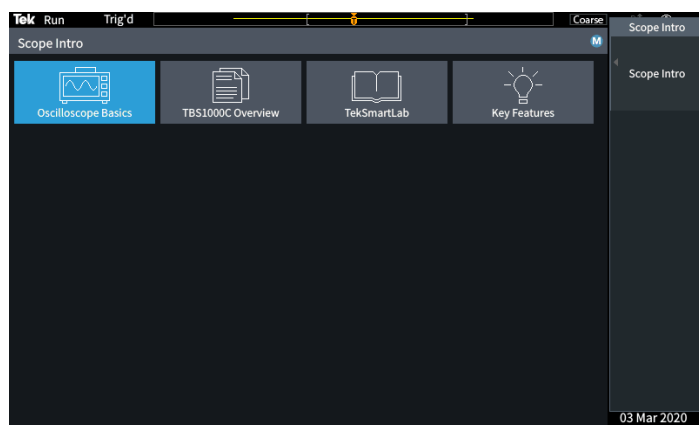 Tek Run Trig'd Coarse
Scope Intro
Scope Intro M
Scope Intro
Oscilloscope Basics TBS1000C Overview TekSmartLab Key Features
03 Mar 2020